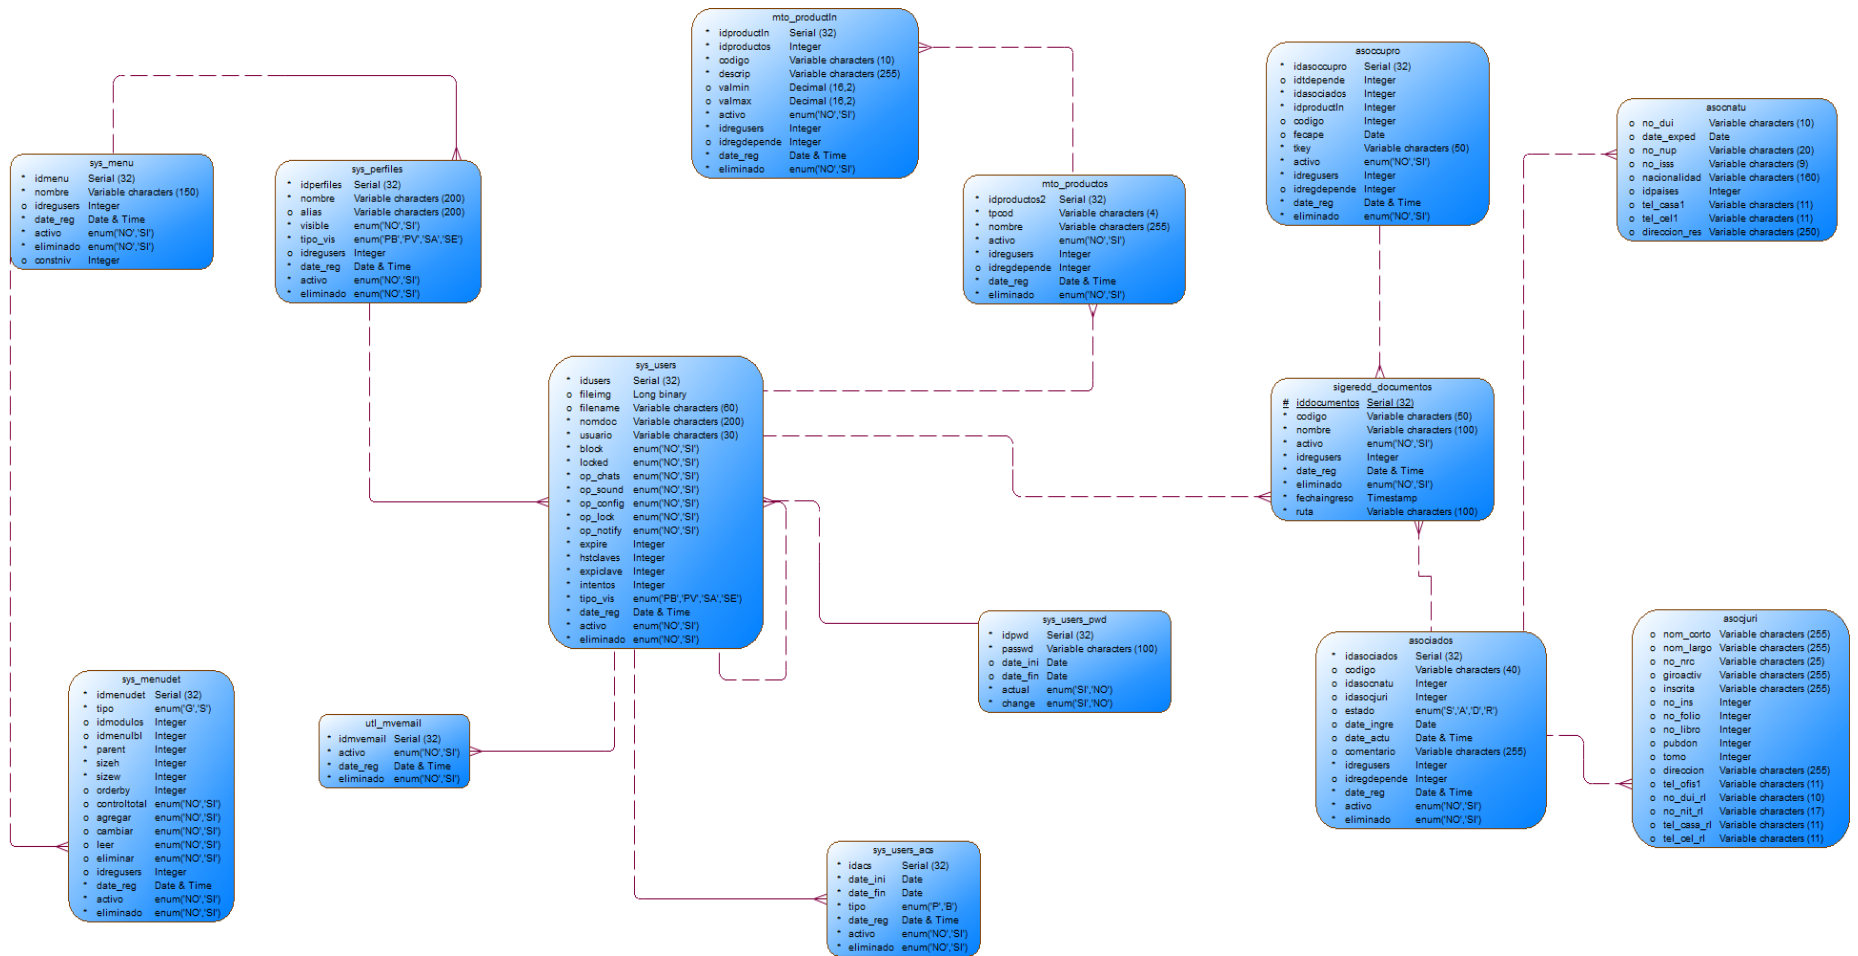 mto_productln
* idproductln Serial (32)
* idproductos Integer
* codigo Variable characters (10)
* descrip Variable characters (255)
o valmin Decimal (16,2)
o valmax Decimal (16,2)
* activo enum('NO','SI')
* idregusers Integer
o idregdepende Integer
* date_reg Date & Time
* eliminado enum('NO','SI')
asoccupro
* idasoccupro Serial (32)
o idtdepende Integer
* idasociados Integer
* idproductln Integer
o codigo Integer
o fecape Date
* tkey Variable characters (50)
* activo enum('NO','SI')
* idregusers Integer
o idregdepende Integer
* date_reg Date & Time
* eliminado enum('NO','SI')
asocnatu
o no_dui Variable characters (10)
o date_exped Date
o no_nup Variable characters (20)
o no_isss Variable characters (9)
o nacionalidad Variable characters (160)
o idpaises Integer
o tel_casa1 Variable characters (11)
o tel_cel1 Variable characters (11)
o direccion_res Variable characters (250)
sys_menu
* idmenu Serial (32)
* nombre Variable characters (150)
o idregusers Integer
* date_reg Date & Time
* activo enum('NO','SI')
* eliminado enum('NO','SI')
o constniv Integer
sys_perfiles
* idperfiles Serial (32)
* nombre Variable characters (200)
o alias Variable characters (200)
* visible enum('NO','SI')
* tipo_vis enum('PB','PV','SA','SE')
o idregusers Integer
* date_reg Date & Time
* activo enum('NO','SI')
* eliminado enum('NO','SI')
mto_productos
* idproductos2 Serial (32)
* tpcod Variable characters (4)
* nombre Variable characters (255)
* activo enum('NO','SI')
* idregusers Integer
o idregdepende Integer
* date_reg Date & Time
* eliminado enum('NO','SI')
sys_users
* idusers Serial (32)
o fileimg Long binary
o filename Variable characters (60)
* nomdoc Variable characters (200)
* usuario Variable characters (30)
* block enum('NO','SI')
* locked enum('NO','SI')
* op_chats enum('NO','SI')
* op_sound enum('NO','SI')
* op_config enum('NO','SI')
* op_lock enum('NO','SI')
* op_notify enum('NO','SI')
* expire Integer
* hstclaves Integer
* expiclave Integer
* intentos Integer
* tipo_vis enum('PB','PV','SA','SE')
* date_reg Date & Time
* activo enum('NO','SI')
* eliminado enum('NO','SI')
sigeredd_documentos
# iddocumentos Serial (32)
* codigo Variable characters (50)
* nombre Variable characters (100)
* activo enum('NO','SI')
* idregusers Integer
* date_reg Date & Time
* eliminado enum('NO','SI')
* fechaingreso Timestamp
* ruta Variable characters (100)
sys_users_pwd
* idpwd Serial (32)
* passwd Variable characters (100)
o date_ini Date
o date_fin Date
* actual enum('SI','NO')
* change enum('SI','NO')
asociados
* idasociados Serial (32)
o codigo Variable characters (40)
o idasocnatu Integer
o idasocjuri Integer
o estado enum('S','A','D','R')
o date_ingre Date
o date_actu Date & Time
o comentario Variable characters (255)
* idregusers Integer
o idregdepende Integer
* date_reg Date & Time
* activo enum('NO','SI')
* eliminado enum('NO','SI')
asocjuri
o nom_corto Variable characters (255)
o nom_largo Variable characters (255)
o no_nrc Variable characters (25)
o giroactiv Variable characters (255)
o inscrita Variable characters (255)
o no_ins Integer
o no_folio Integer
o no_libro Integer
o pubdon Integer
o tomo Integer
o direccion Variable characters (255)
o tel_ofis1 Variable characters (11)
o no_dui_rl Variable characters (10)
o no_nit_rl Variable characters (17)
o tel_casa_rl Variable characters (11)
o tel_cel_rl Variable characters (11)
sys_menudet
* idmenudet Serial (32)
* tipo enum('G','S')
o idmodulos Integer
o idmenulbl Integer
* parent Integer
* sizeh Integer
* sizew Integer
o orderby Integer
o controltotal enum('NO','SI')
o agregar enum('NO','SI')
o cambiar enum('NO','SI')
o leer enum('NO','SI')
o eliminar enum('NO','SI')
o idregusers Integer
* date_reg Date & Time
* activo enum('NO','SI')
* eliminado enum('NO','SI')
utl_mvemail
* idmvemail Serial (32)
* activo enum('NO','SI')
* date_reg Date & Time
* eliminado enum('NO','SI')
sys_users_acs
* idacs Serial (32)
* date_ini Date
* date_fin Date
* tipo enum('P','B')
* date_reg Date & Time
* activo enum('NO','SI')
* eliminado enum('NO','SI')